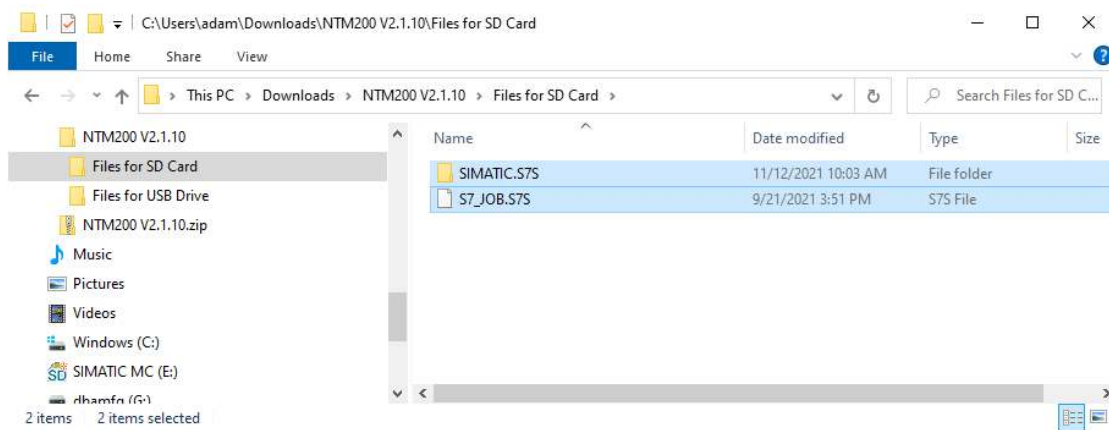 C:\Users\adam\Downloads\NTM200 V2.1.10\Files for SD Card
File Home Share View
This PC > Downloads > NTM200 V2.1.10 > Files for SD Card >
Search Files for SD C...
Name Date modified Type Size
NTM200 V2.1.10
Files for SD Card
Files for USB Drive
NTM200 V2.1.10.zip
Music
Pictures
Videos
Windows (C:)
SD SIMATIC MC (E:)
SIMATIC.S7S 11/12/2021 10:03 AM File folder
S7_JOB.S7S 9/21/2021 3:51 PM S7S File
2 items 2 items selected